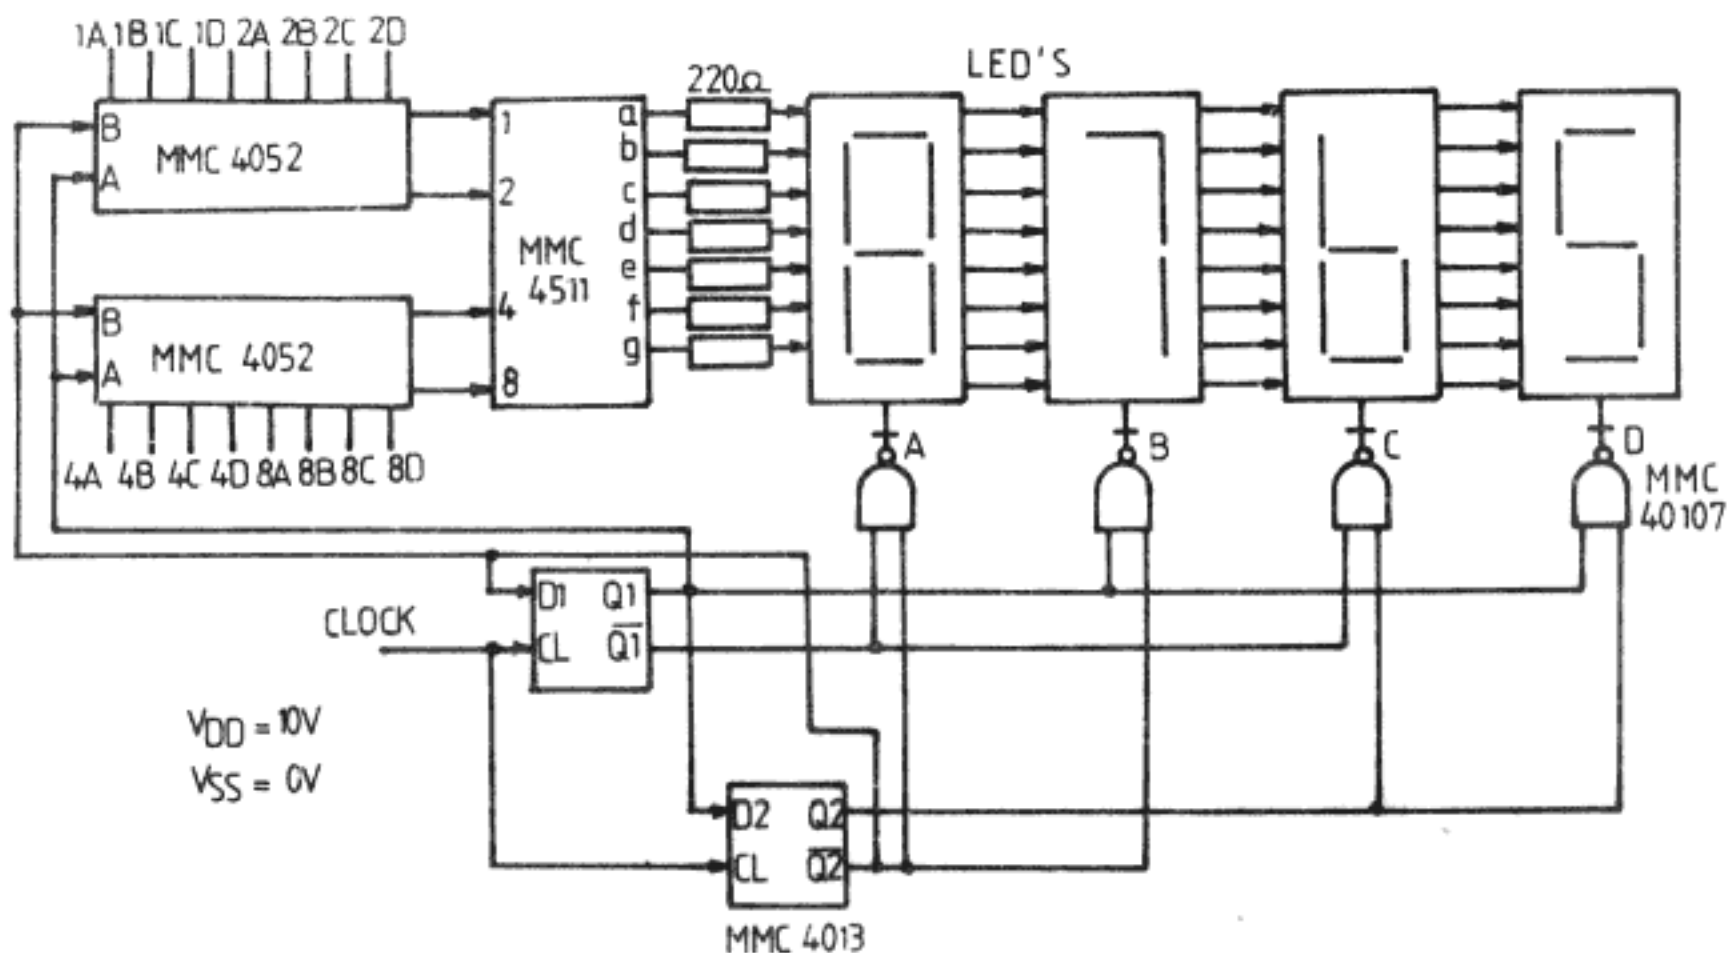 1A 1B 1C 1D 2A 2B 2C 2D
LED'S
220Ω
B
A
MMC 4052
1
2
4
8
MMC
4511
a
b
c
d
e
f
g
B
A
MMC 4052
4A 4B 4C 4D 8A 8B 8C 8D
A
B
C
D
MMC
40107
CLOCK
D1 Q1
CL Q̅1̅
VDD = 10V
VSS = 0V
D2 Q2
CL Q̅2̅
MMC 4013